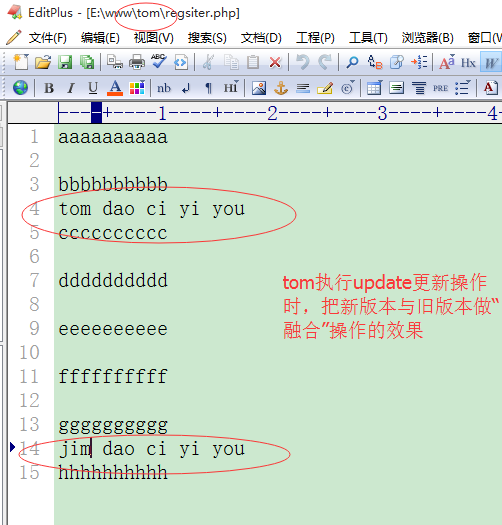 EditPlus - [E:\www\tom\regsiter.php]
文件(F) 编辑(E) 视图(V) 搜索(S) 文档(D) 工程(P) 工具(T) 浏览器(B) 窗口(W
ABC A A Hx W
B I U A nb ¶ Hi A PRE
├---+----1----+----2----+----3----+----4
1 aaaaaaaaaa
2
3 bbbbbbbbbb
4 tom dao ci yi you
5 cccccccccc
6
7 dddddddddd
8
9 eeeeeeeeee
10
11 ffffffffff
12
13 gggggggggg
14 jim dao ci yi you
15 hhhhhhhhhh
tom执行update更新操作
时，把新版本与旧版本做“
融合”操作的效果